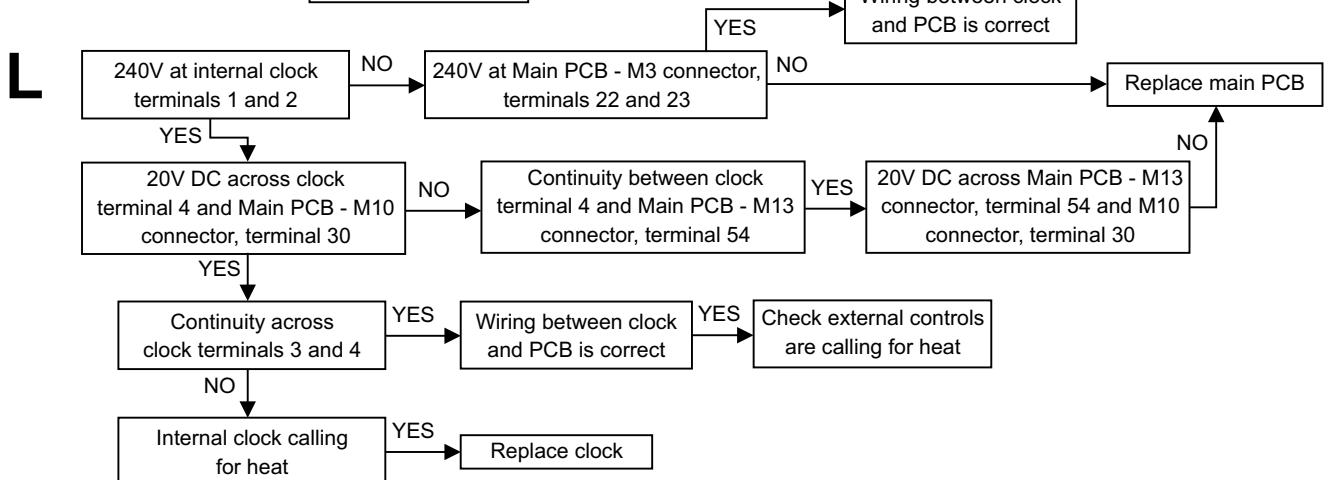 Wiring between clock
and PCB is correct
YES
L
240V at internal clock
terminals 1 and 2
NO
240V at Main PCB - M3 connector,
terminals 22 and 23
NO
Replace main PCB
YES
NO
20V DC across clock
terminal 4 and Main PCB - M10
connector, terminal 30
NO
Continuity between clock
terminal 4 and Main PCB - M13
connector, terminal 54
YES
20V DC across Main PCB - M13
connector, terminal 54 and M10
connector, terminal 30
YES
Continuity across
clock terminals 3 and 4
YES
Wiring between clock
and PCB is correct
YES
Check external controls
are calling for heat
NO
Internal clock calling
for heat
YES
Replace clock